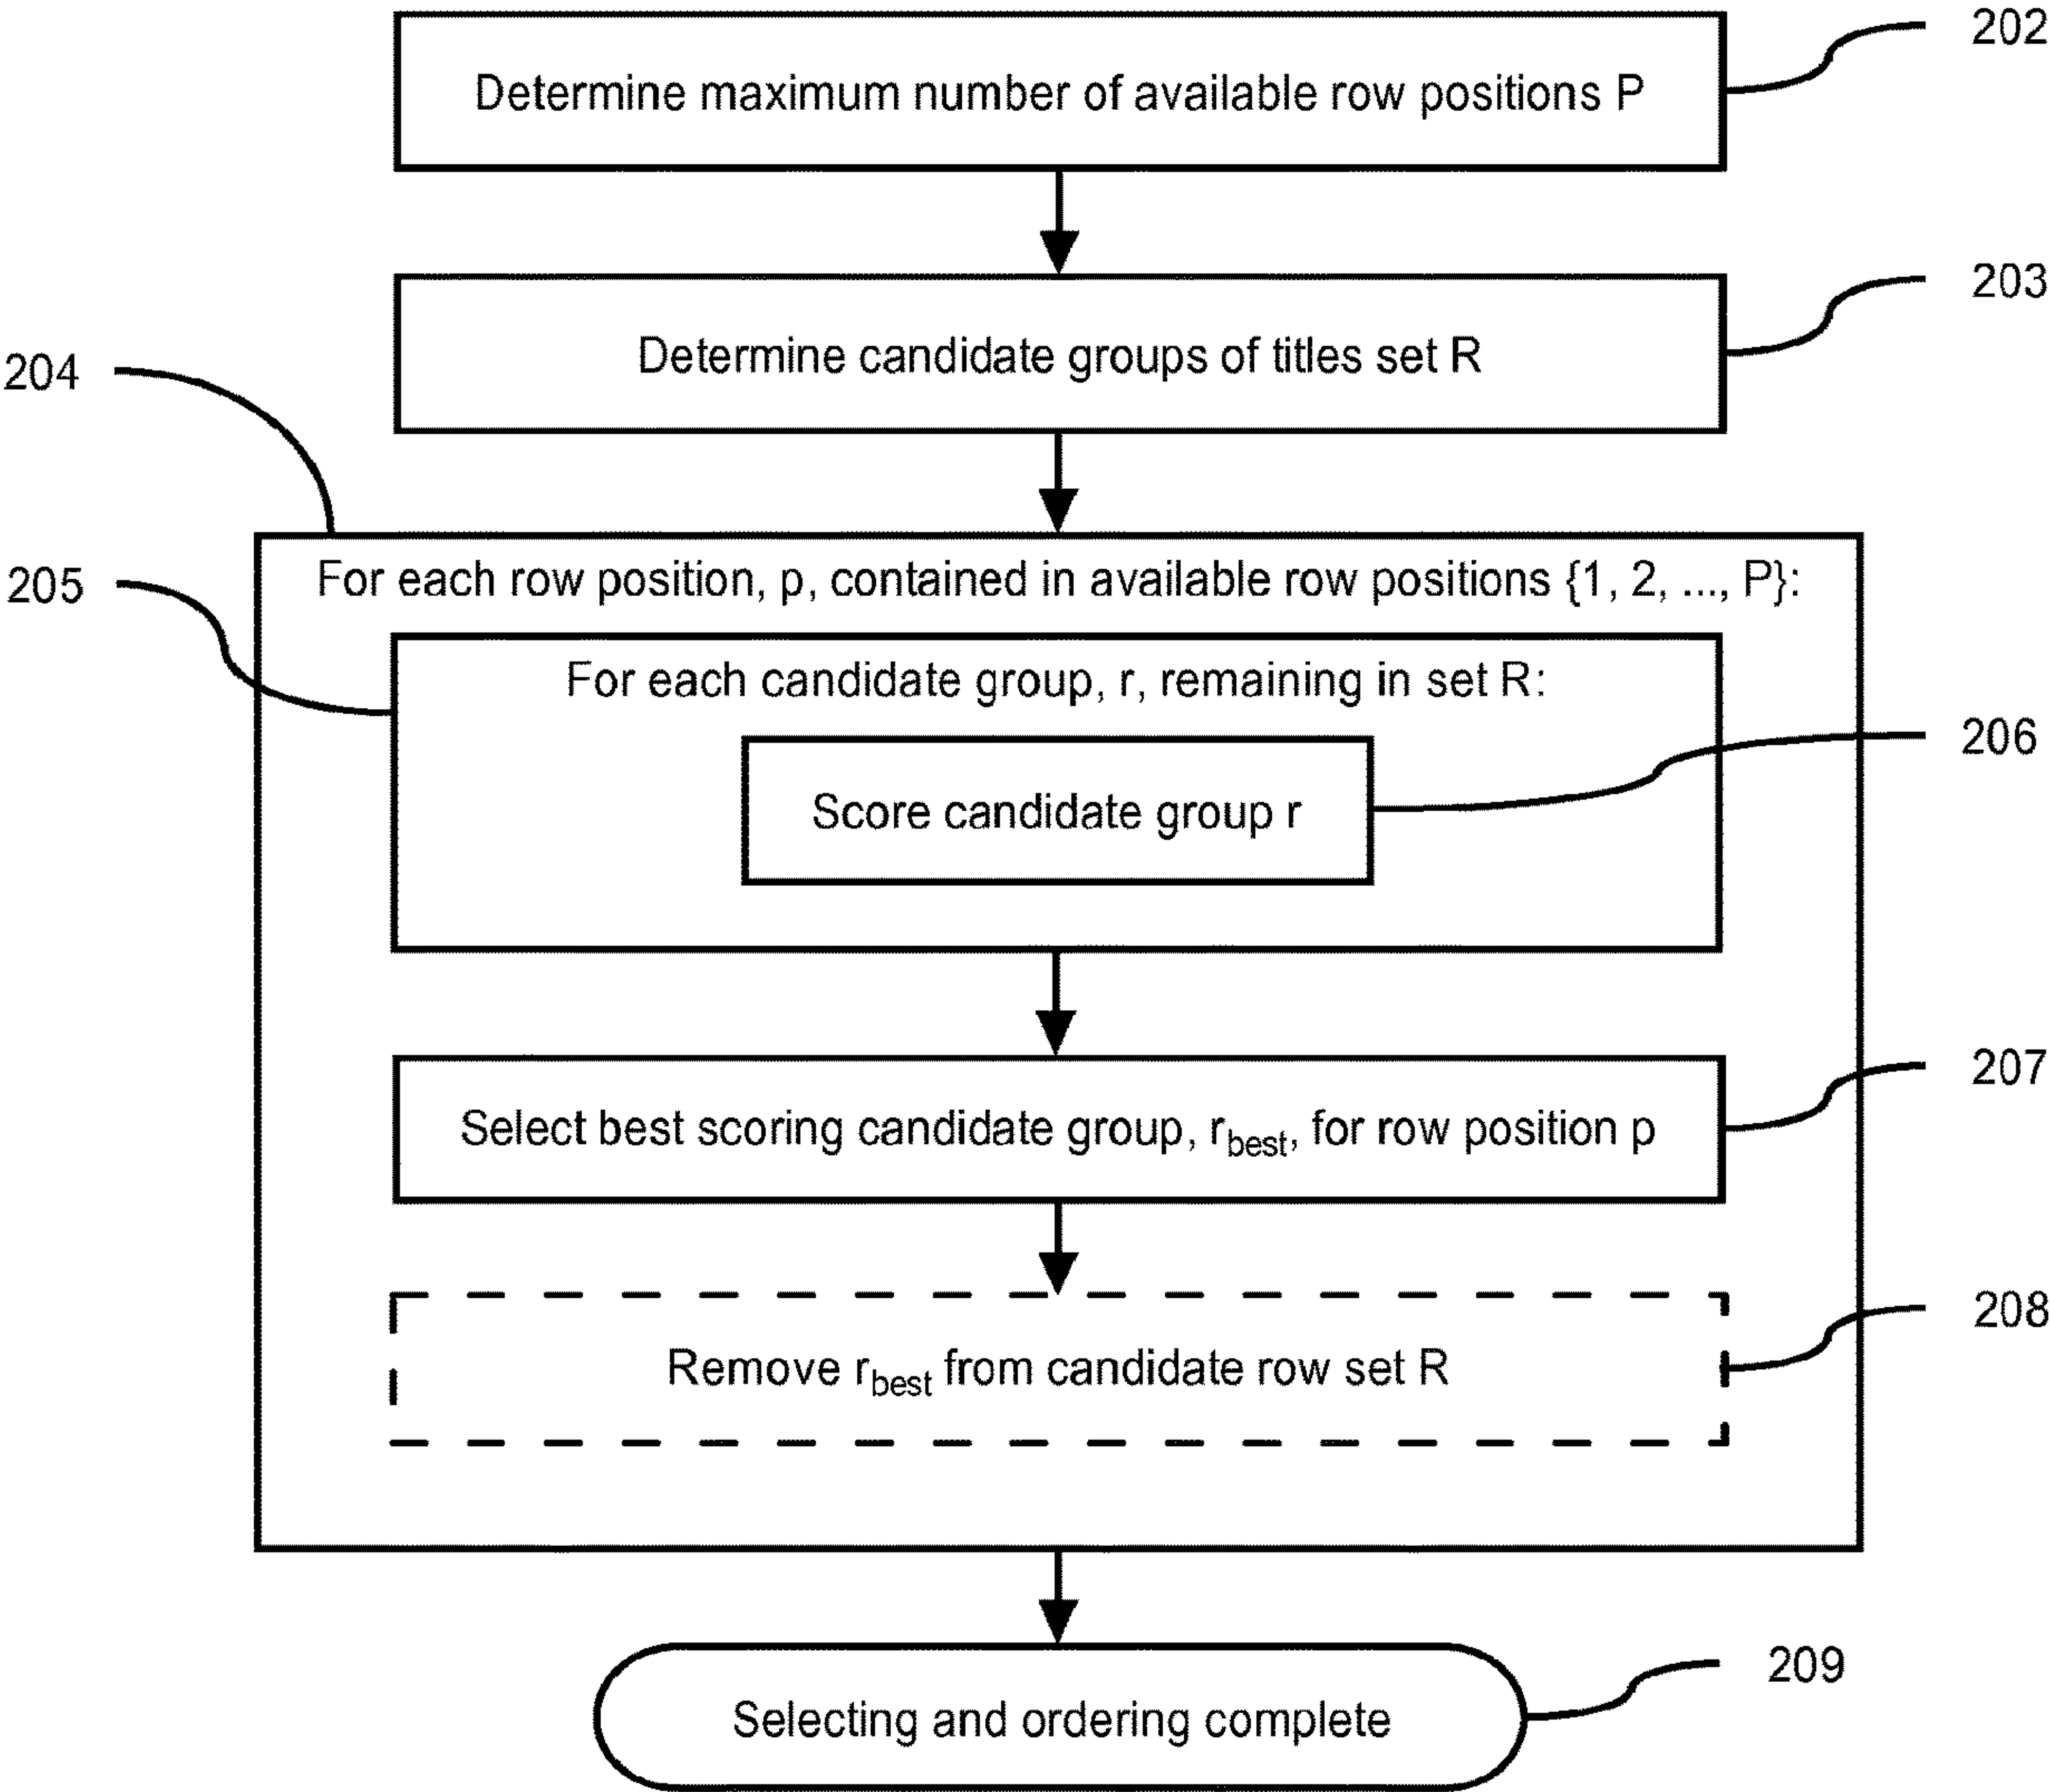 202
Determine maximum number of available row positions P
203
Determine candidate groups of titles set R
204
205
For each row position, p, contained in available row positions {1, 2, ..., P}:
For each candidate group, r, remaining in set R:
206
Score candidate group r
207
Select best scoring candidate group, rbest, for row position p
208
Remove rbest from candidate row set R
209
Selecting and ordering complete